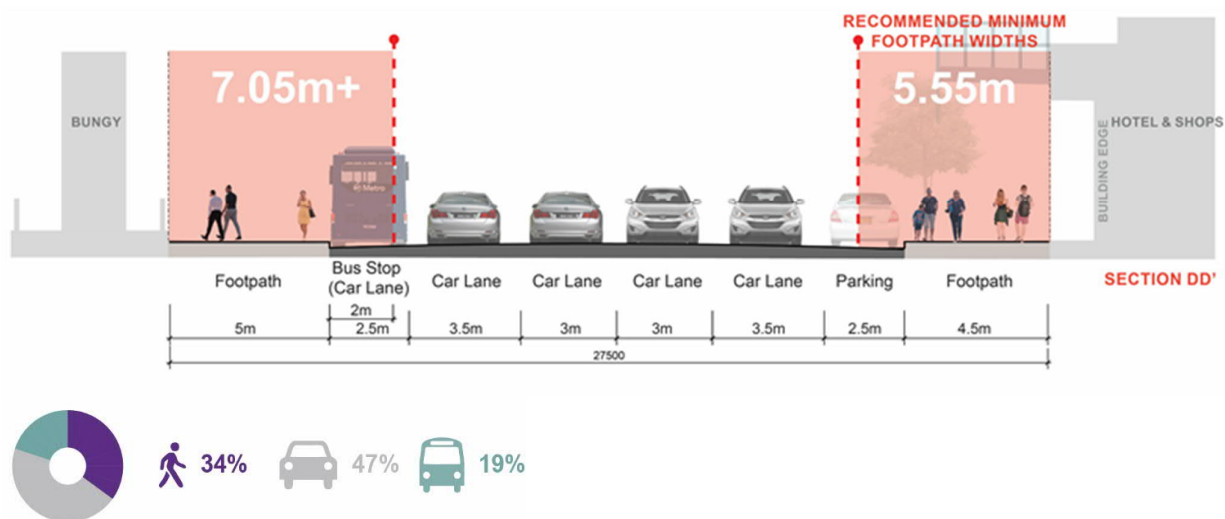 RECOMMENDED MINIMUM
FOOTPATH WIDTHS
7.05m+
5.55m
BUNGY
HOTEL & SHOPS
BUILDING EDGE
Metro
Footpath
Bus Stop
(Car Lane)
Car Lane
Car Lane
Car Lane
Car Lane
Parking
Footpath
SECTION DD'
2m
5m
2.5m
3.5m
3m
3m
3.5m
2.5m
4.5m
27500
34%
47%
19%